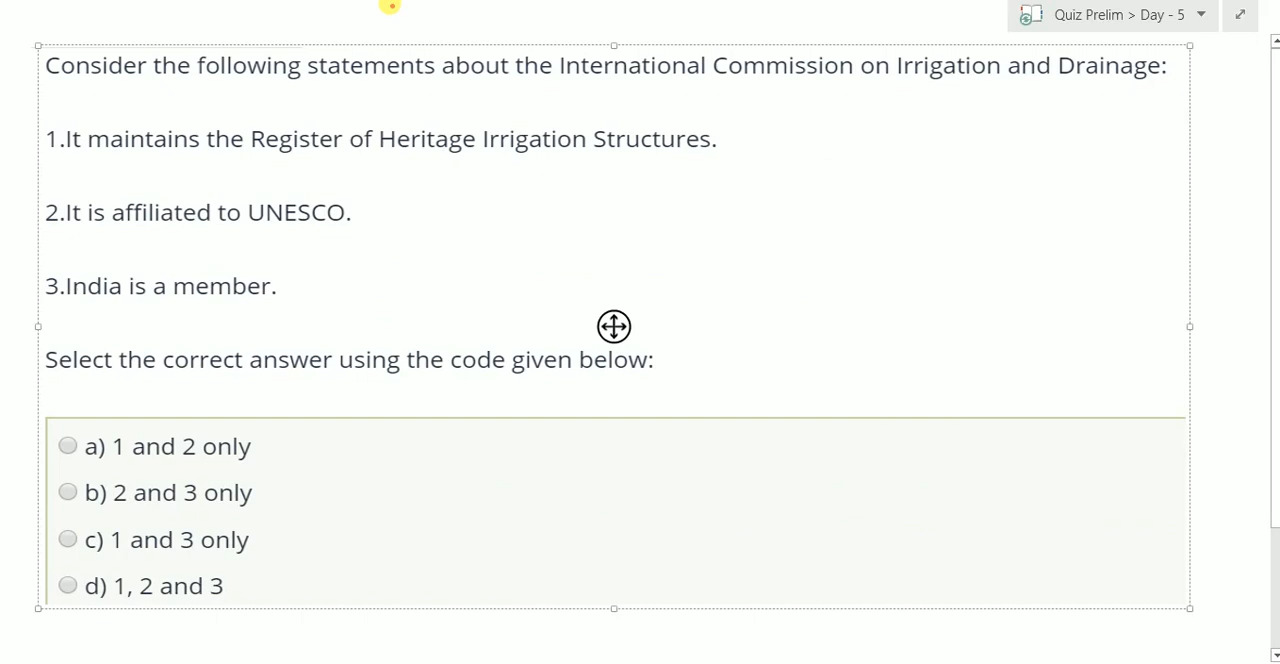 Quiz Prelim > Day - 5
Consider the following statements about the International Commission on Irrigation and Drainage:
1.It maintains the Register of Heritage Irrigation Structures.
2.It is affiliated to UNESCO.
3.India is a member.
Select the correct answer using the code given below:
a) 1 and 2 only
b) 2 and 3 only
c) 1 and 3 only
d) 1, 2 and 3